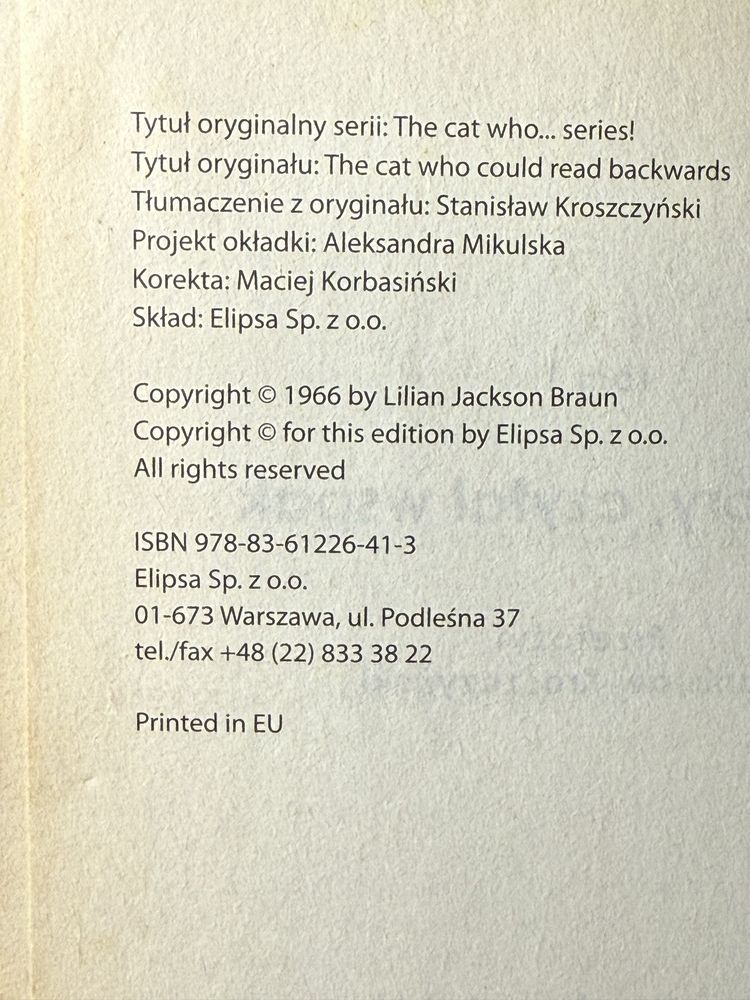 Tytuł oryginalny serii: The cat who... series!
Tytuł oryginału: The cat who could read backwards
Tłumaczenie z oryginału: Stanisław Kroszczyński
Projekt okładki: Aleksandra Mikulska
Korekta: Maciej Korbasiński
Skład: Elipsa Sp. z o.o.
Copyright © 1966 by Lilian Jackson Braun
Copyright © for this edition by Elipsa Sp. z o.o.
All rights reserved
ISBN 978-83-61226-41-3
Elipsa Sp. z o.o.
01-673 Warszawa, ul. Podleśna 37
tel./fax +48 (22) 833 38 22
Printed in EU